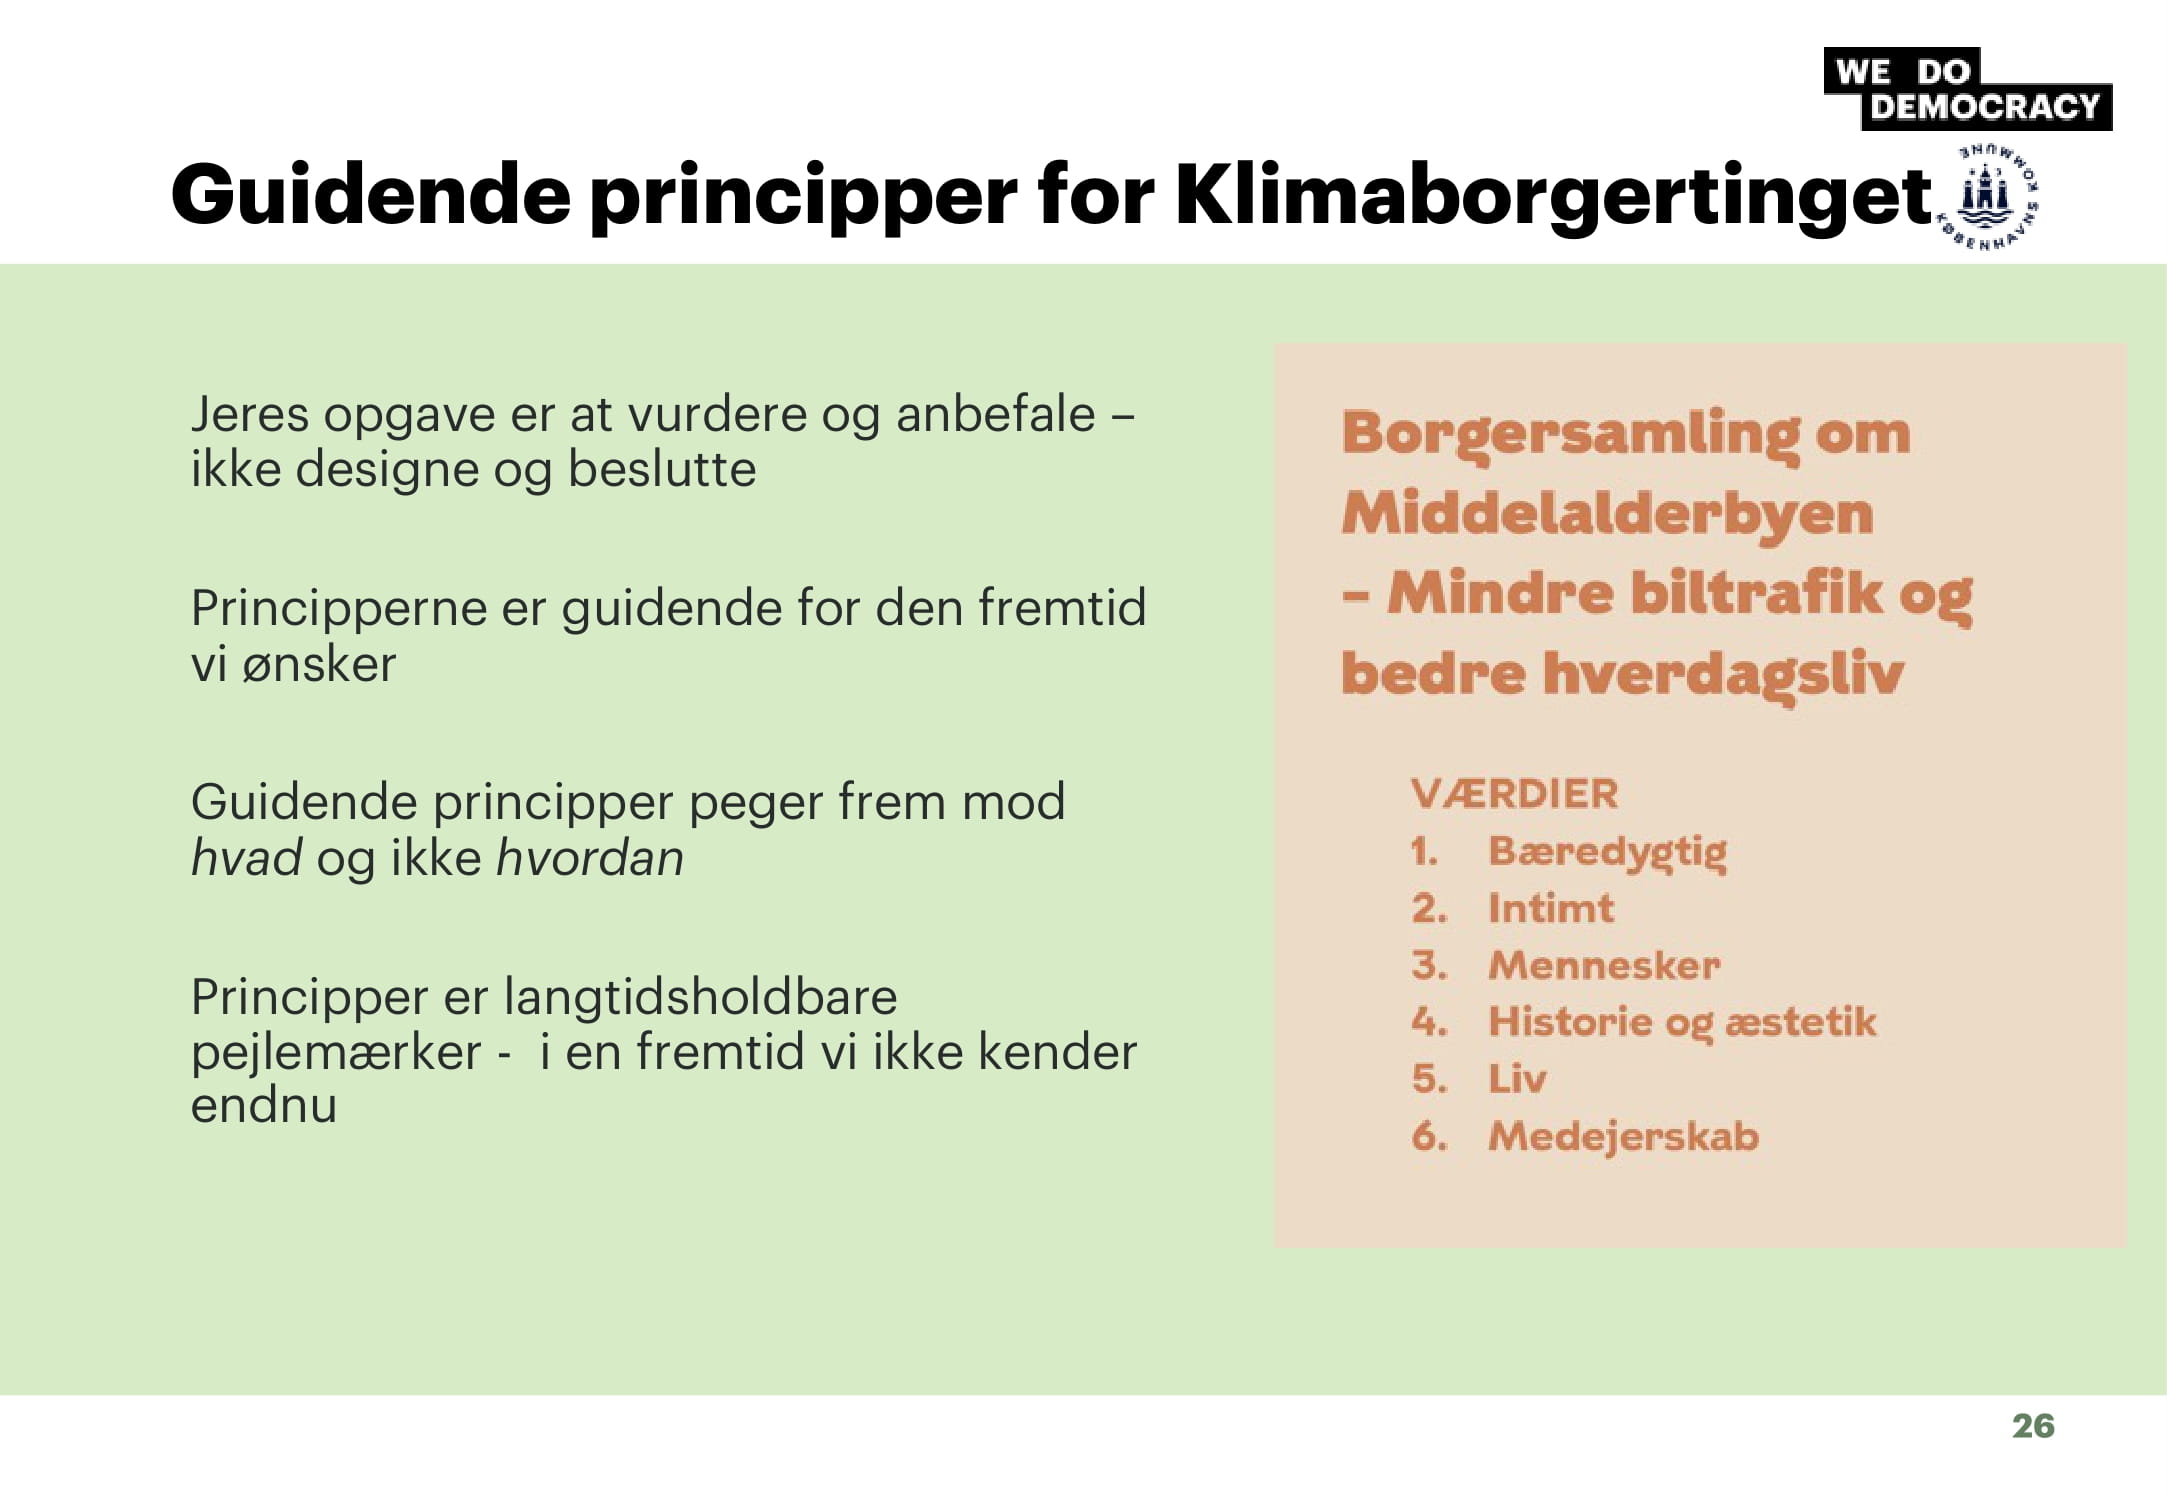 WE DO
DEMOCRACY
Guidende principper for Klimaborgertinget
KØBENHAVNS KOMMUNE
Jeres opgave er at vurdere og anbefale –
ikke designe og beslutte
Principperne er guidende for den fremtid
vi ønsker
Guidende principper peger frem mod
hvad og ikke hvordan
Principper er langtidsholdbare
pejlemærker - i en fremtid vi ikke kender
endnu
Borgersamling om
Middelalderbyen
– Mindre biltrafik og
bedre hverdagsliv
VÆRDIER
1. Bæredygtig
2. Intimt
3. Mennesker
4. Historie og æstetik
5. Liv
6. Medejerskab
26